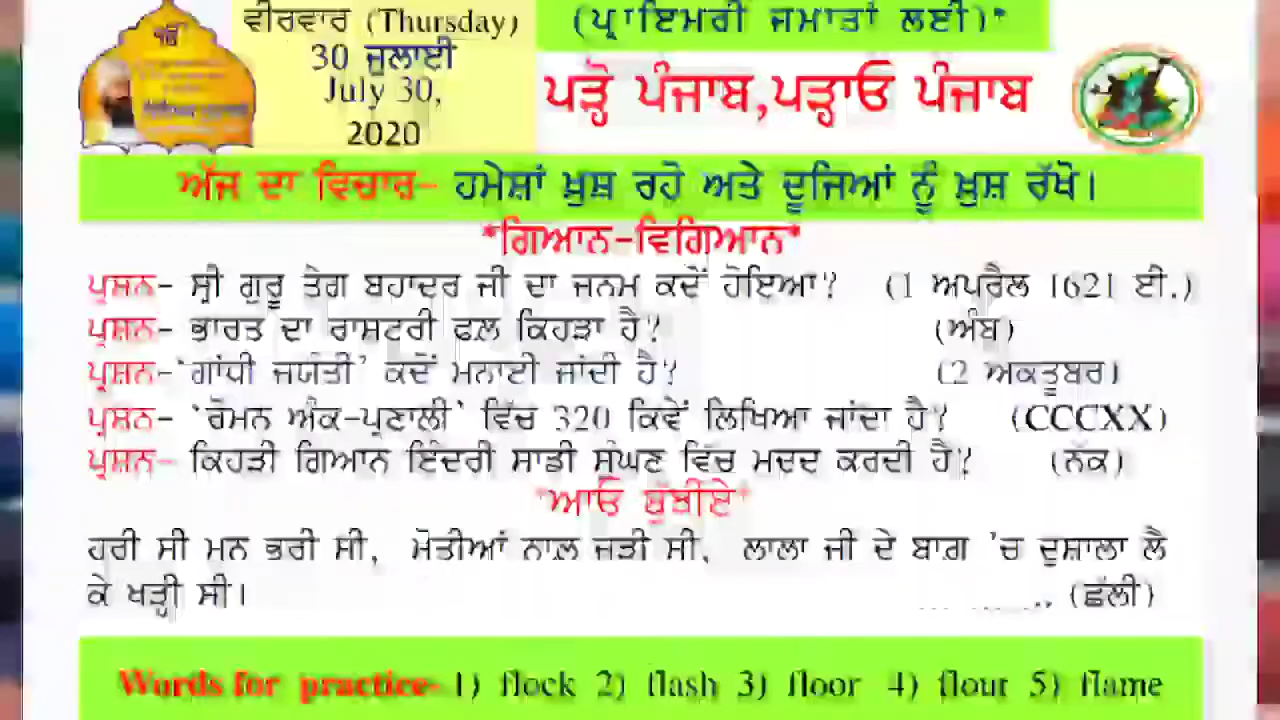 ਵੀਰਵਾਰ (Thursday)
30 ਜੁਲਾਈ
July 30,
2020
(ਪ੍ਰਾਇਮਰੀ ਜਮਾਤਾਂ ਲਈ)*
ਪੜ੍ਹੋ ਪੰਜਾਬ,ਪੜ੍ਹਾਓ ਪੰਜਾਬ
ਅੱਜ ਦਾ ਵਿਚਾਰ- ਹਮੇਸ਼ਾਂ ਖ਼ੁਸ਼ ਰਹੋ ਅਤੇ ਦੂਜਿਆਂ ਨੂੰ ਖ਼ੁਸ਼ ਰੱਖੋ।
*ਗਿਆਨ-ਵਿਗਿਆਨ*
ਪ੍ਰਸ਼ਨ- ਸ੍ਰੀ ਗੁਰੂ ਤੇਗ ਬਹਾਦਰ ਜੀ ਦਾ ਜਨਮ ਕਦੋਂ ਹੋਇਆ? (1 ਅਪਰੈਲ 1621 ਈ.)
ਪ੍ਰਸ਼ਨ- ਭਾਰਤ ਦਾ ਰਾਸ਼ਟਰੀ ਫਲ਼ ਕਿਹੜਾ ਹੈ? (ਅੰਬ)
ਪ੍ਰਸ਼ਨ-'ਗਾਂਧੀ ਜਯੰਤੀ' ਕਦੋਂ ਮਨਾਈ ਜਾਂਦੀ ਹੈ? (2 ਅਕਤੂਬਰ)
ਪ੍ਰਸ਼ਨ- 'ਰੋਮਨ ਅੰਕ-ਪ੍ਰਣਾਲੀ' ਵਿੱਚ 320 ਕਿਵੇਂ ਲਿਖਿਆ ਜਾਂਦਾ ਹੈ? (CCCXX)
ਪ੍ਰਸ਼ਨ- ਕਿਹੜੀ ਗਿਆਨ ਇੰਦਰੀ ਸਾਡੀ ਸੁੰਘਣ ਵਿੱਚ ਮਦਦ ਕਰਦੀ ਹੈ? (ਨੱਕ)
*ਆਓ ਬੁੱਝੀਏ*
ਹਰੀ ਸੀ ਮਨ ਭਰੀ ਸੀ, ਮੋਤੀਆਂ ਨਾਲ਼ ਜੜੀ ਸੀ, ਲਾਲਾ ਜੀ ਦੇ ਬਾਗ਼ 'ਚ ਦੁਸ਼ਾਲਾ ਲੈ
ਕੇ ਖੜ੍ਹੀ ਸੀ। (ਛੱਲੀ)
Words for practice- 1) flock 2) flash 3) floor 4) flour 5) flame